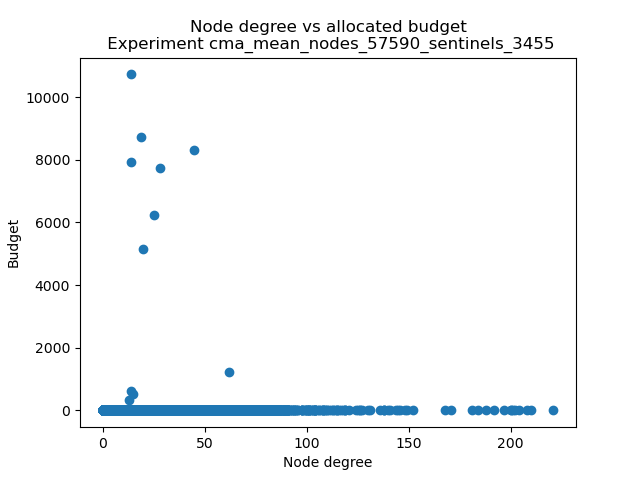 Node degree vs allocated budget
Experiment cma_mean_nodes_57590_sentinels_3455
10000
8000
6000
4000
2000
0
Budget
0 50 100 150 200
Node degree